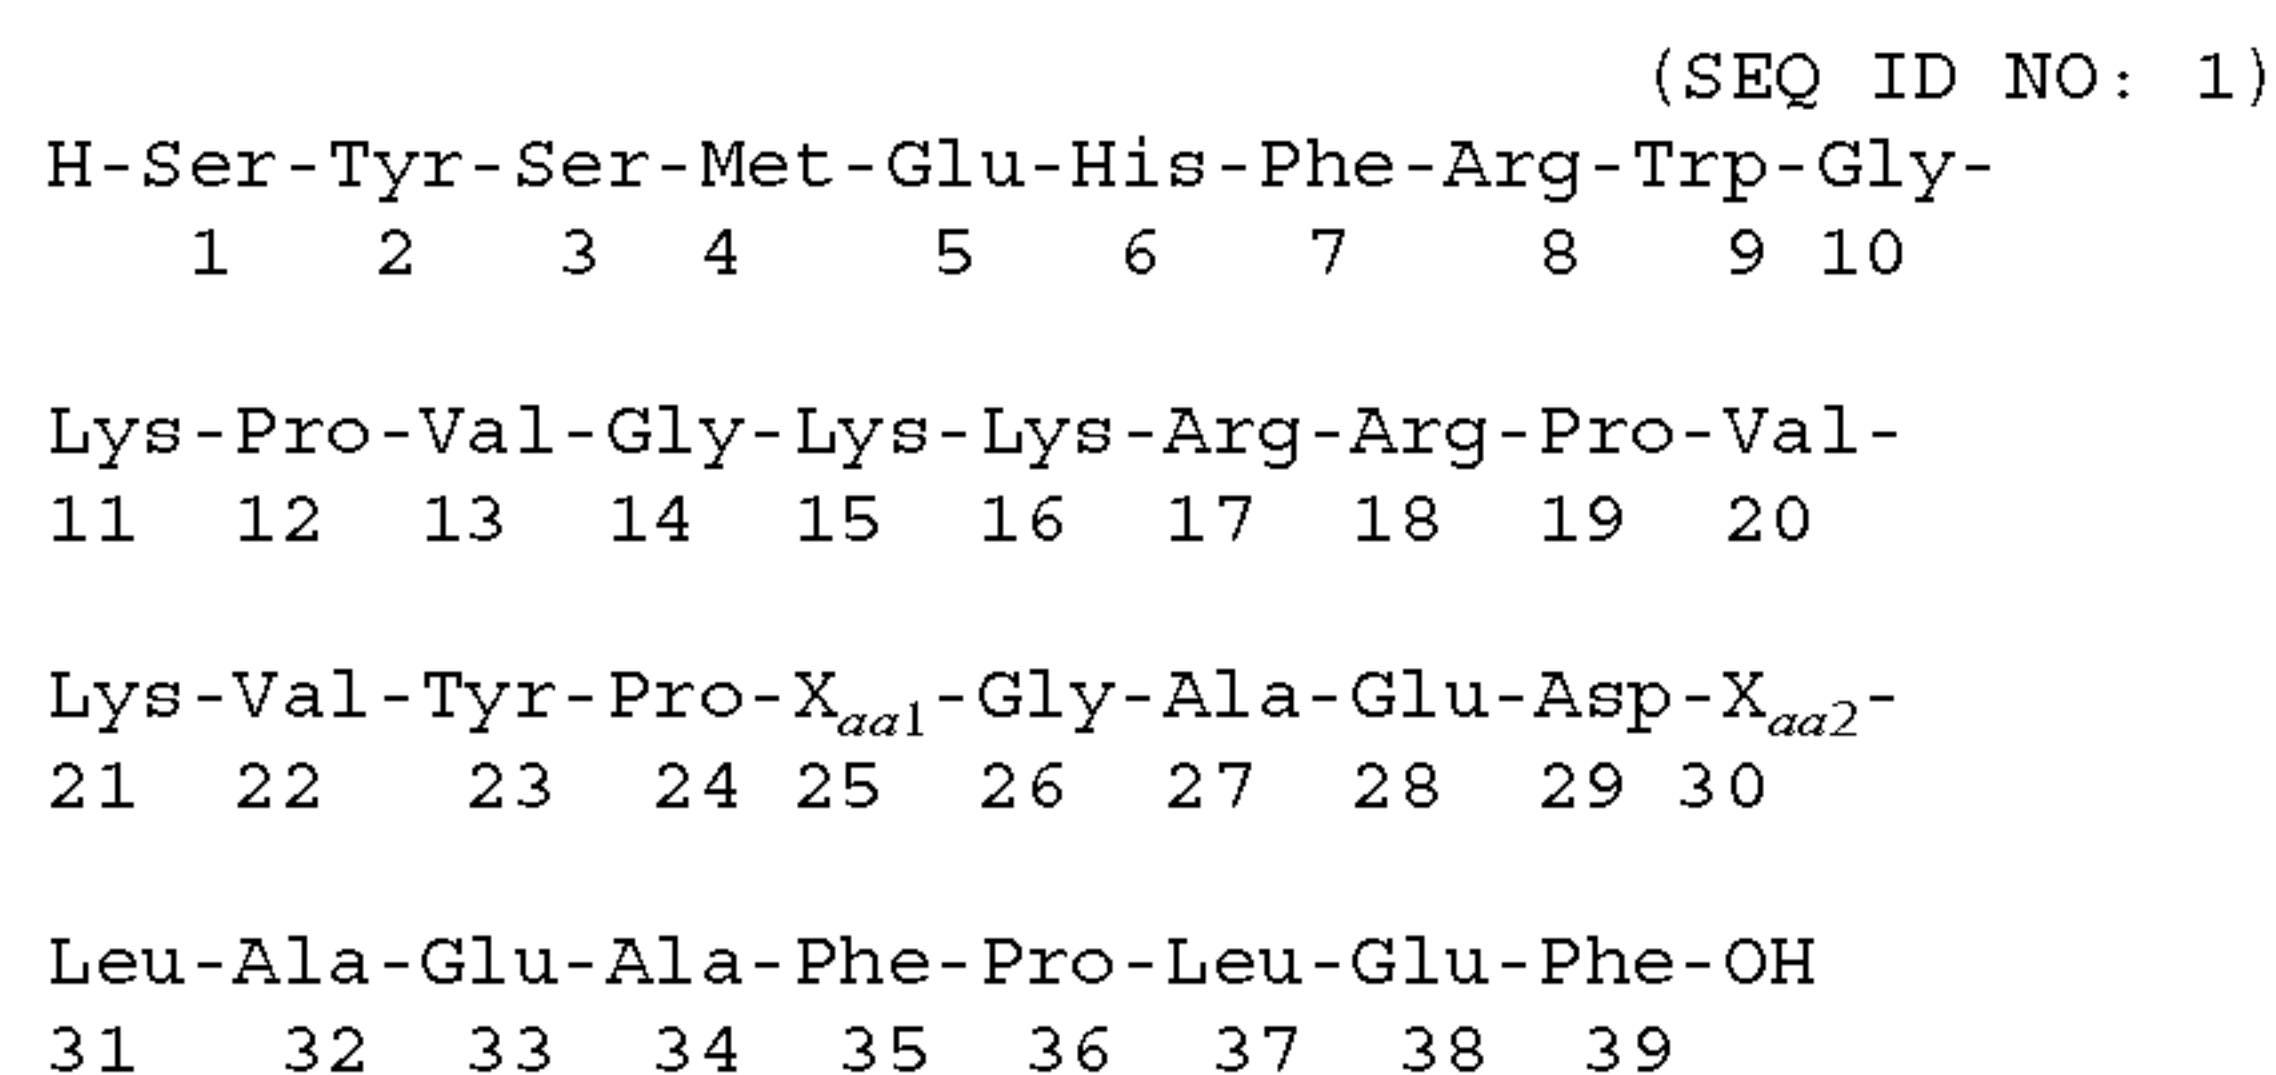 (SEQ ID NO: 1)
H-Ser-Tyr-Ser-Met-Glu-His-Phe-Arg-Trp-Gly-
1 2 3 4 5 6 7 8 9 10
Lys-Pro-Val-Gly-Lys-Lys-Arg-Arg-Pro-Val-
11 12 13 14 15 16 17 18 19 20
Lys-Val-Tyr-Pro-Xaa1-Gly-Ala-Glu-Asp-Xaa2-
21 22 23 24 25 26 27 28 29 30
Leu-Ala-Glu-Ala-Phe-Pro-Leu-Glu-Phe-OH
31 32 33 34 35 36 37 38 39